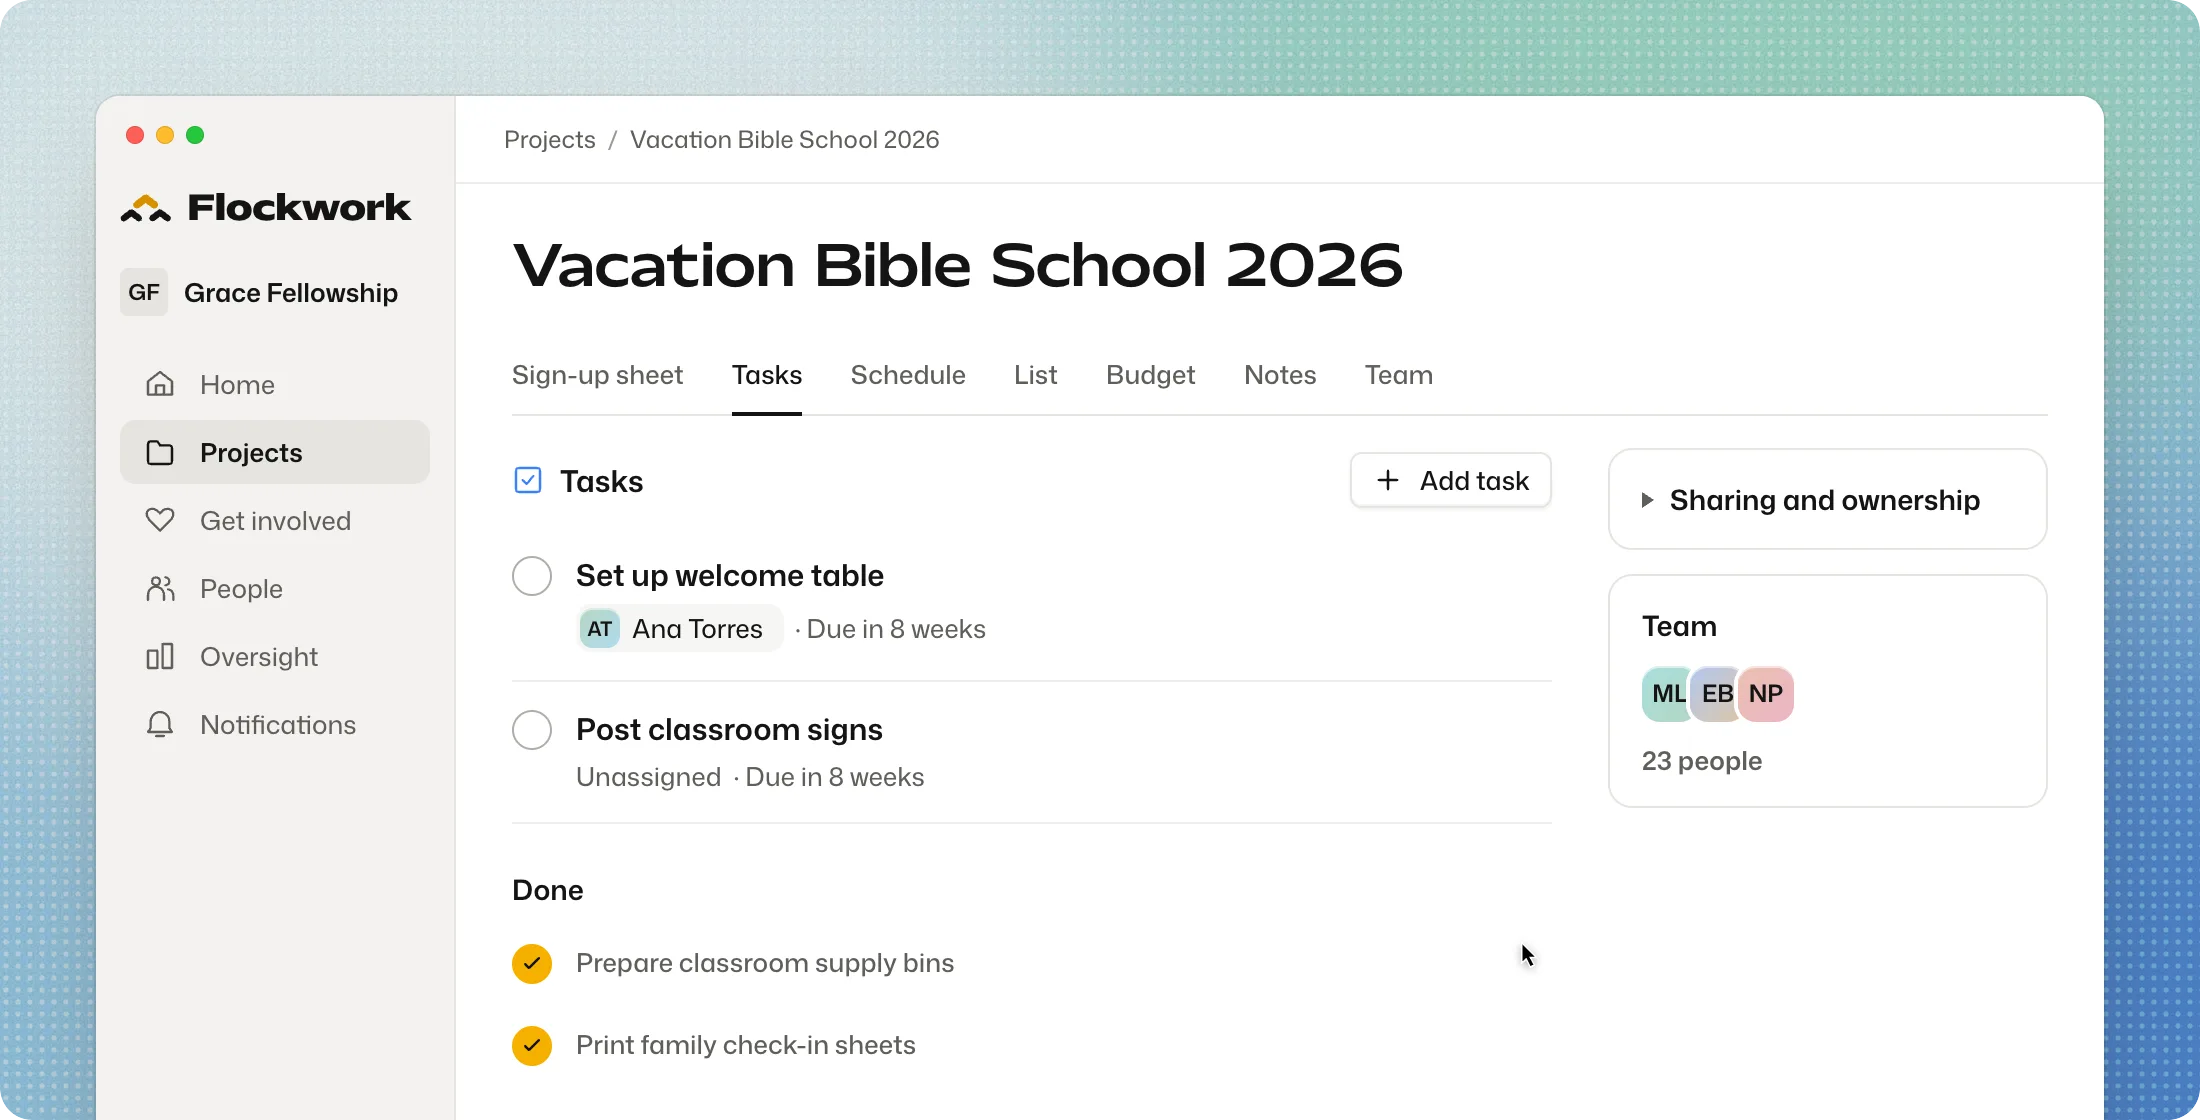 Projects / Vacation Bible School 2026
Flockwork
GF Grace Fellowship
Home
Projects
Get involved
People
Oversight
Notifications
Vacation Bible School 2026
Sign-up sheet Tasks Schedule List Budget Notes Team
Tasks
+ Add task
Set up welcome table
AT Ana Torres · Due in 8 weeks
Post classroom signs
Unassigned · Due in 8 weeks
Done
Prepare classroom supply bins
Print family check-in sheets
Sharing and ownership
Team
ML EB NP
23 people